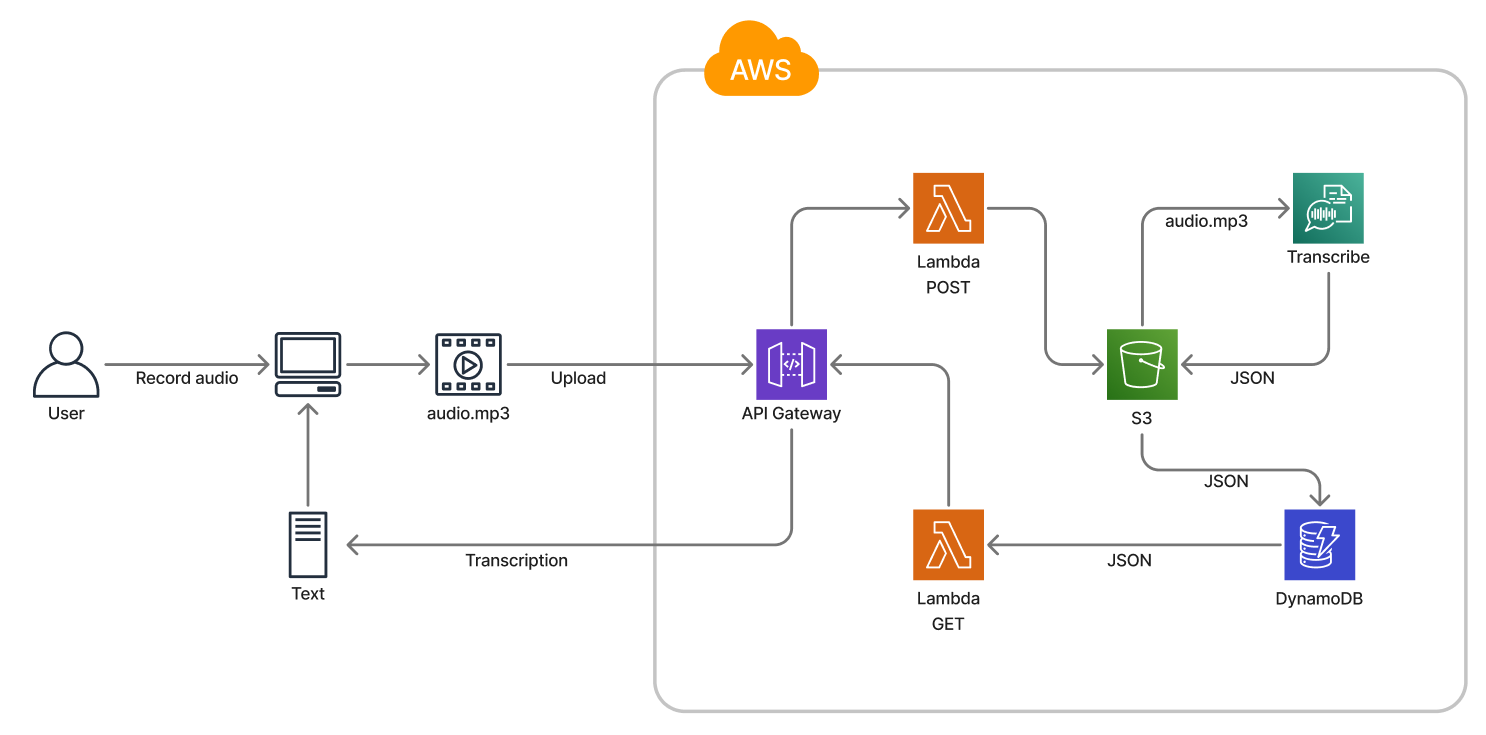 AWS
Lambda
POST
audio.mp3
Transcribe
Record audio
User
audio.mp3
Upload
API Gateway
JSON
S3
JSON
Transcription
Text
Lambda
GET
JSON
DynamoDB